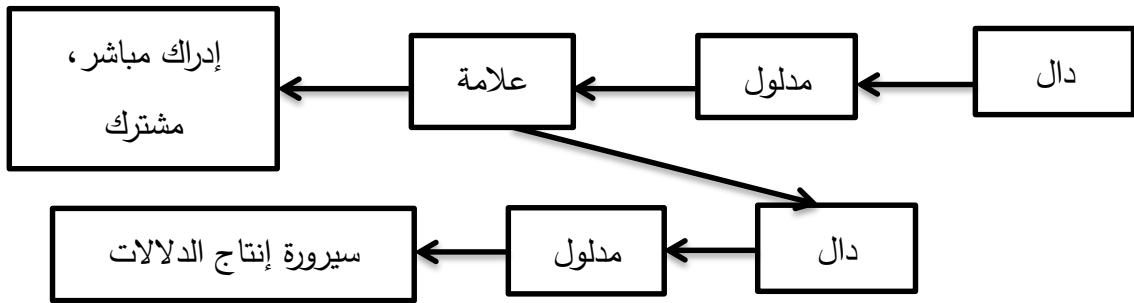 دال
مدلول
علامة
إدراك مباشر،
مشترك
دال
مدلول
سيرورة إنتاج الدلالات